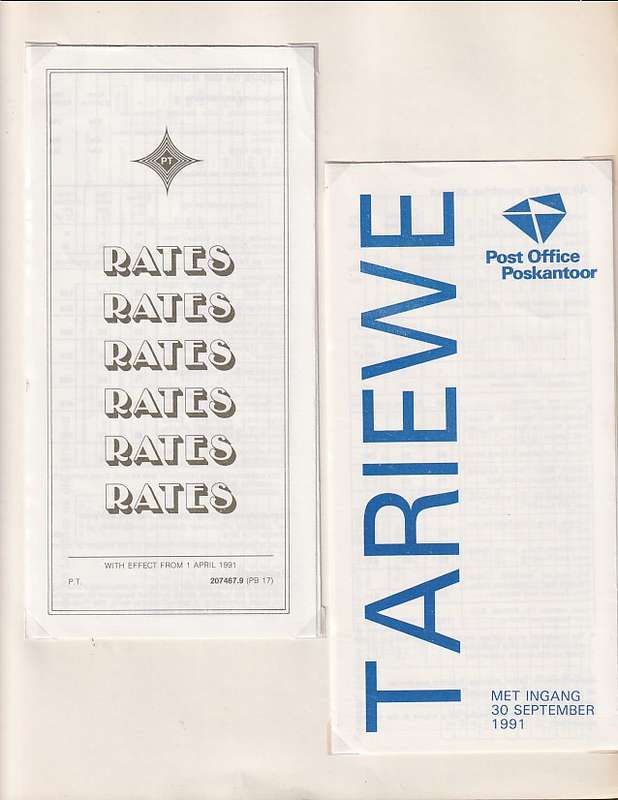 PT
RATES
RATES
RATES
RATES
RATES
RATES
WITH EFFECT FROM 1 APRIL 1991
P.T. 207467.9 (PB 17)
Post Office
Poskantoor
TARIEWE
MET INGANG
30 SEPTEMBER
1991